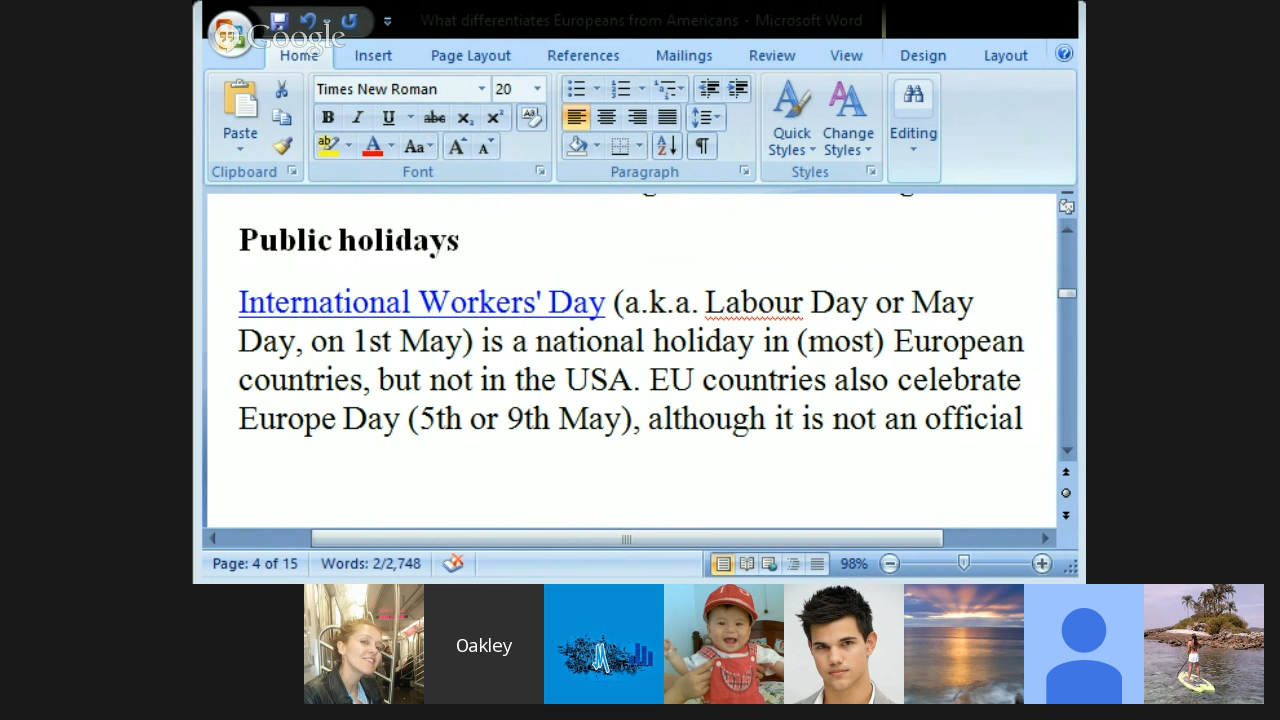 What differentiates Europeans from Americans - Microsoft Word
Google
Home Insert Page Layout References Mailings Review View Design Layout
Times New Roman 20
Paste
Quick Styles
Change Styles
Editing
Clipboard Font Paragraph Styles
Public holidays
International Workers' Day (a.k.a. Labour Day or May
Day, on 1st May) is a national holiday in (most) European
countries, but not in the USA. EU countries also celebrate
Europe Day (5th or 9th May), although it is not an official
Page: 4 of 15 Words: 2/2,748 98%
Oakley